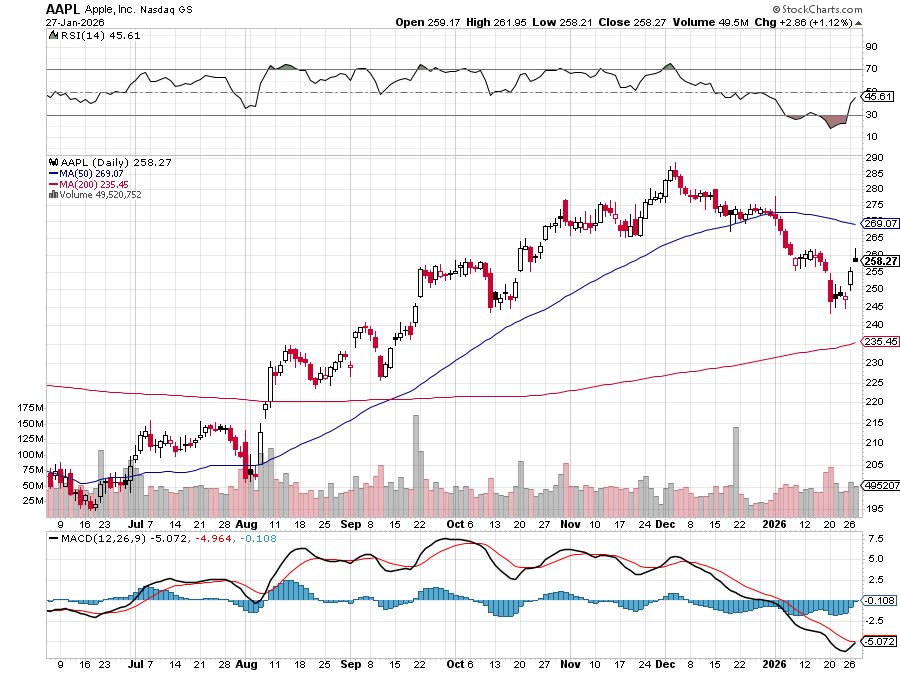 AAPL Apple, Inc. Nasdaq GS
© StockCharts.com
27-Jan-2026
Open 259.17 High 261.95 Low 258.21 Close 258.27 Volume 49.5M Chg +2.86 (+1.12%)
RSI(14) 45.61
90
70
50
45.61
30
10
AAPL (Daily) 258.27
MA(50) 269.07
MA(200) 235.45
Volume 49,520,752
290
285
280
275
270
269.07
265
260
258.27
255
250
245
240
235.45
230
225
220
215
210
205
495207
195
175M
150M
125M
100M
75M
50M
25M
9 16 23 Jul 7 14 21 28 Aug 11 18 25 Sep 8 15 22 Oct 6 13 20 27 Nov 10 17 24 Dec 8 15 22 2026 12 20 26
MACD(12,26,9) -5.072, -4.964, -0.108
7.5
5.0
2.5
-0.108
-2.5
-5.072
9 16 23 Jul 7 14 21 28 Aug 11 18 25 Sep 8 15 22 Oct 6 13 20 27 Nov 10 17 24 Dec 8 15 22 2026 12 20 26